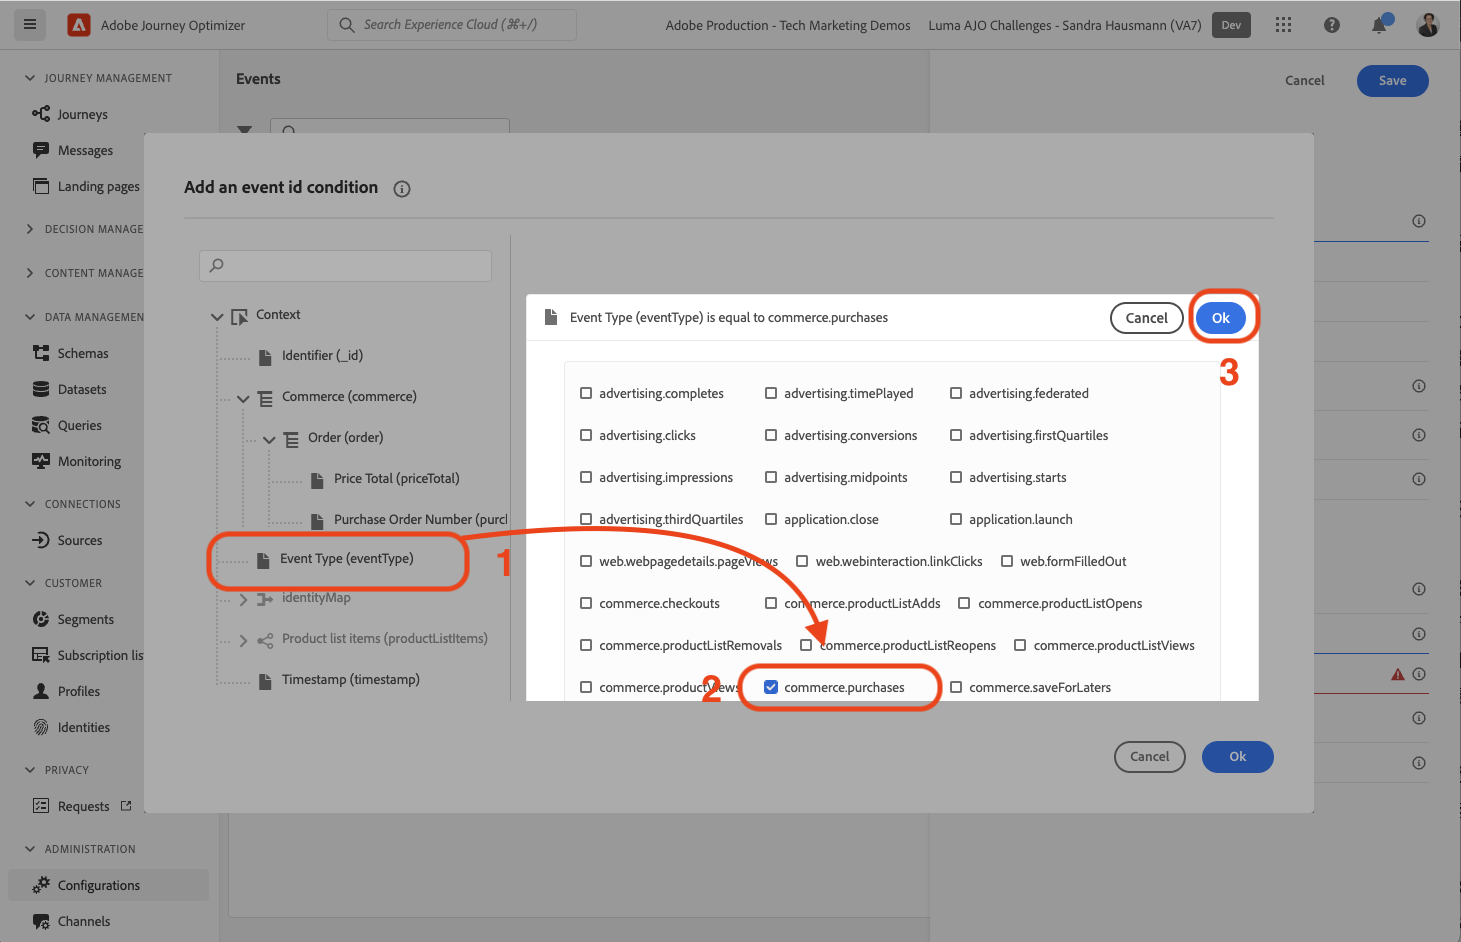 Adobe Journey Optimizer
Search Experience Cloud (⌘+/)
Adobe Production - Tech Marketing Demos
Luma AJO Challenges - Sandra Hausmann (VA7)
Dev
JOURNEY MANAGEMENT
Journeys
Messages
Landing pages
DECISION MANAGE
CONTENT MANAGE
DATA MANAGEMEN
Schemas
Datasets
Queries
Monitoring
CONNECTIONS
Sources
CUSTOMER
Segments
Subscription lis
Profiles
Identities
PRIVACY
Requests
ADMINISTRATION
Configurations
Channels
Events
Cancel
Save
Add an event id condition
Context
Identifier (_id)
Commerce (commerce)
Order (order)
Price Total (priceTotal)
Purchase Order Number (purcl
Event Type (eventType)
1
identityMap
Product list items (productListItems)
Timestamp (timestamp)
Event Type (eventType) is equal to commerce.purchases
Cancel
Ok
3
advertising.completes advertising.timePlayed advertising.federated
advertising.clicks advertising.conversions advertising.firstQuartiles
advertising.impressions advertising.midpoints advertising.starts
advertising.thirdQuartiles application.close application.launch
web.webpagedetails.pageViews web.webinteraction.linkClicks web.formFilledOut
commerce.checkouts commerce.productListAdds commerce.productListOpens
commerce.productListRemovals commerce.productListReopens commerce.productListViews
commerce.productViews 2 commerce.purchases commerce.saveForLaters
Cancel
Ok